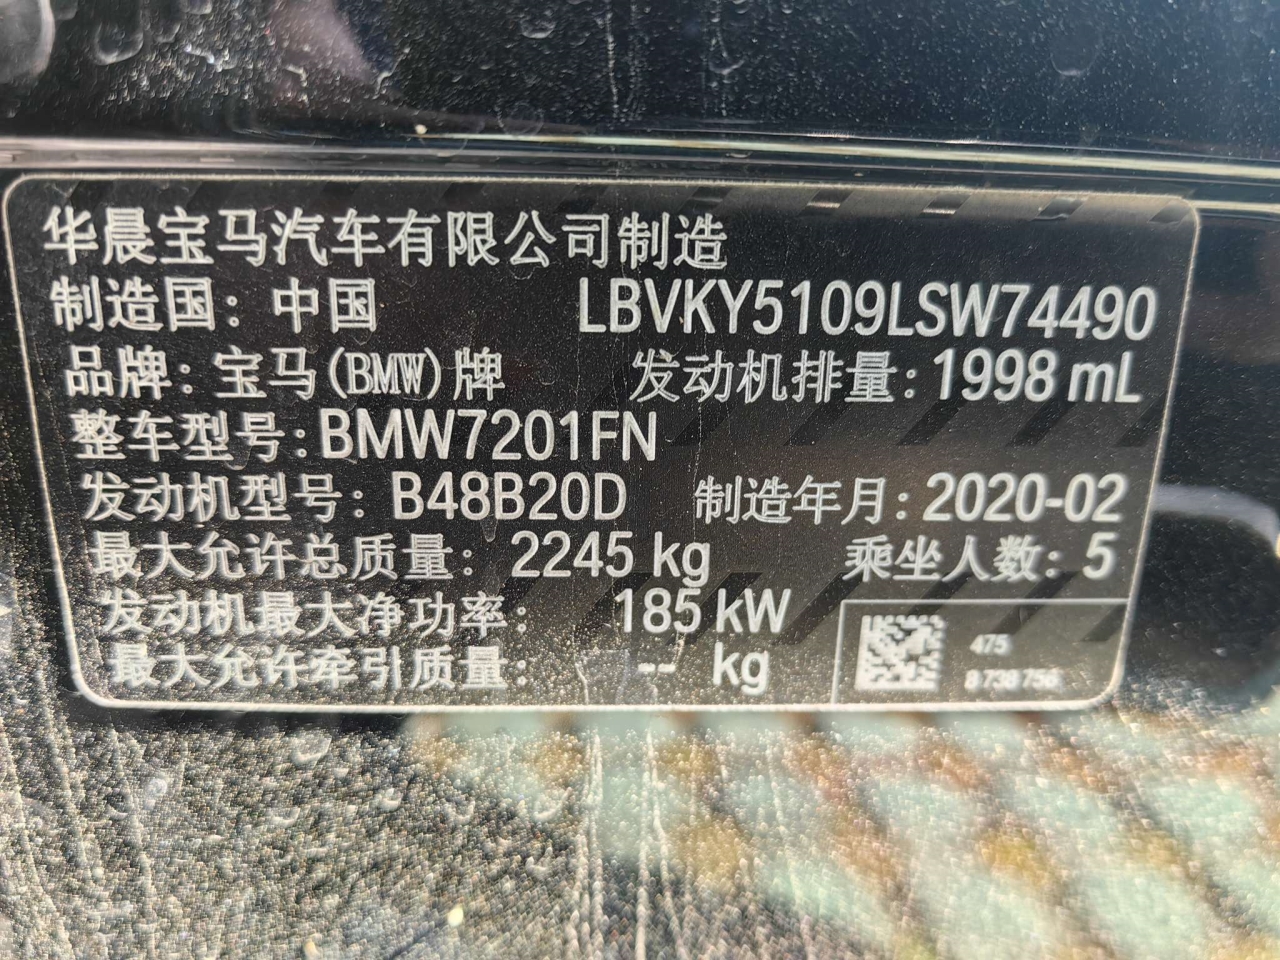 华晨宝马汽车有限公司制造
制造国：中国 LBVKY5109LSW74490
品牌：宝马(BMW)牌 发动机排量：1998 mL
整车型号：BMW7201FN
发动机型号：B48B20D 制造年月：2020-02
最大允许总质量：2245 kg 乘坐人数：5
发动机最大净功率：185 kW
最大允许牵引质量：-- kg
475
8 738 756